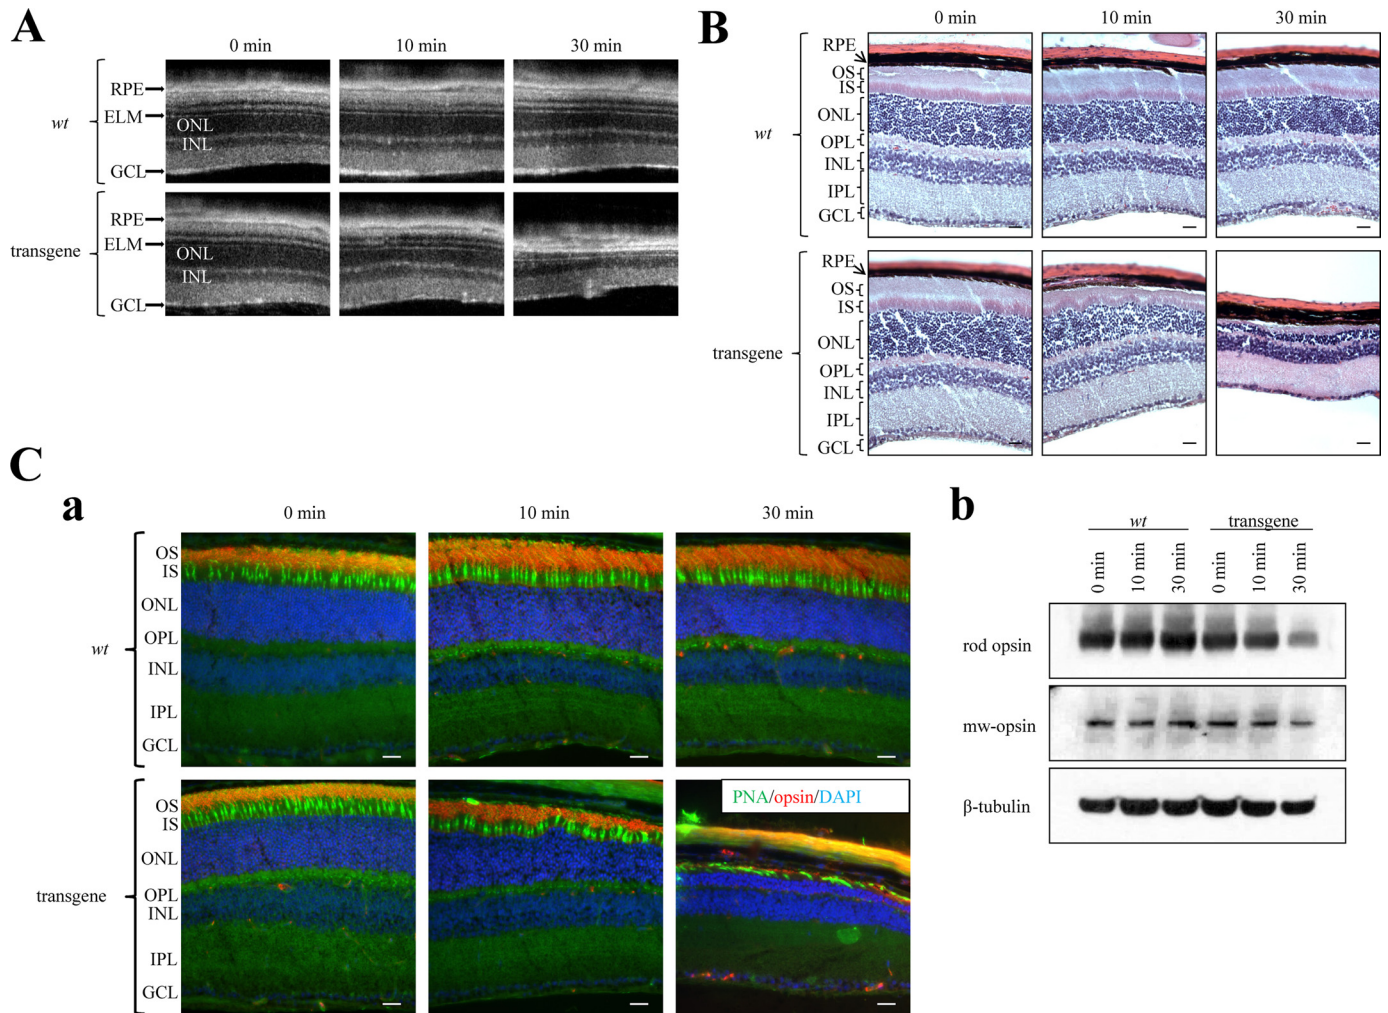 A
0 min 10 min 30 min
wt
RPE
ELM
ONL
INL
GCL
transgene
RPE
ELM
ONL
INL
GCL
B
0 min 10 min 30 min
wt
RPE
OS
IS
ONL
OPL
INL
IPL
GCL
transgene
RPE
OS
IS
ONL
OPL
INL
IPL
GCL
C
a
0 min 10 min 30 min
wt
OS
IS
ONL
OPL
INL
IPL
GCL
transgene
OS
IS
ONL
OPL
INL
IPL
GCL
PNA/opsin/DAPI
b
wt transgene
0 min 10 min 30 min 0 min 10 min 30 min
rod opsin
mw-opsin
β-tubulin